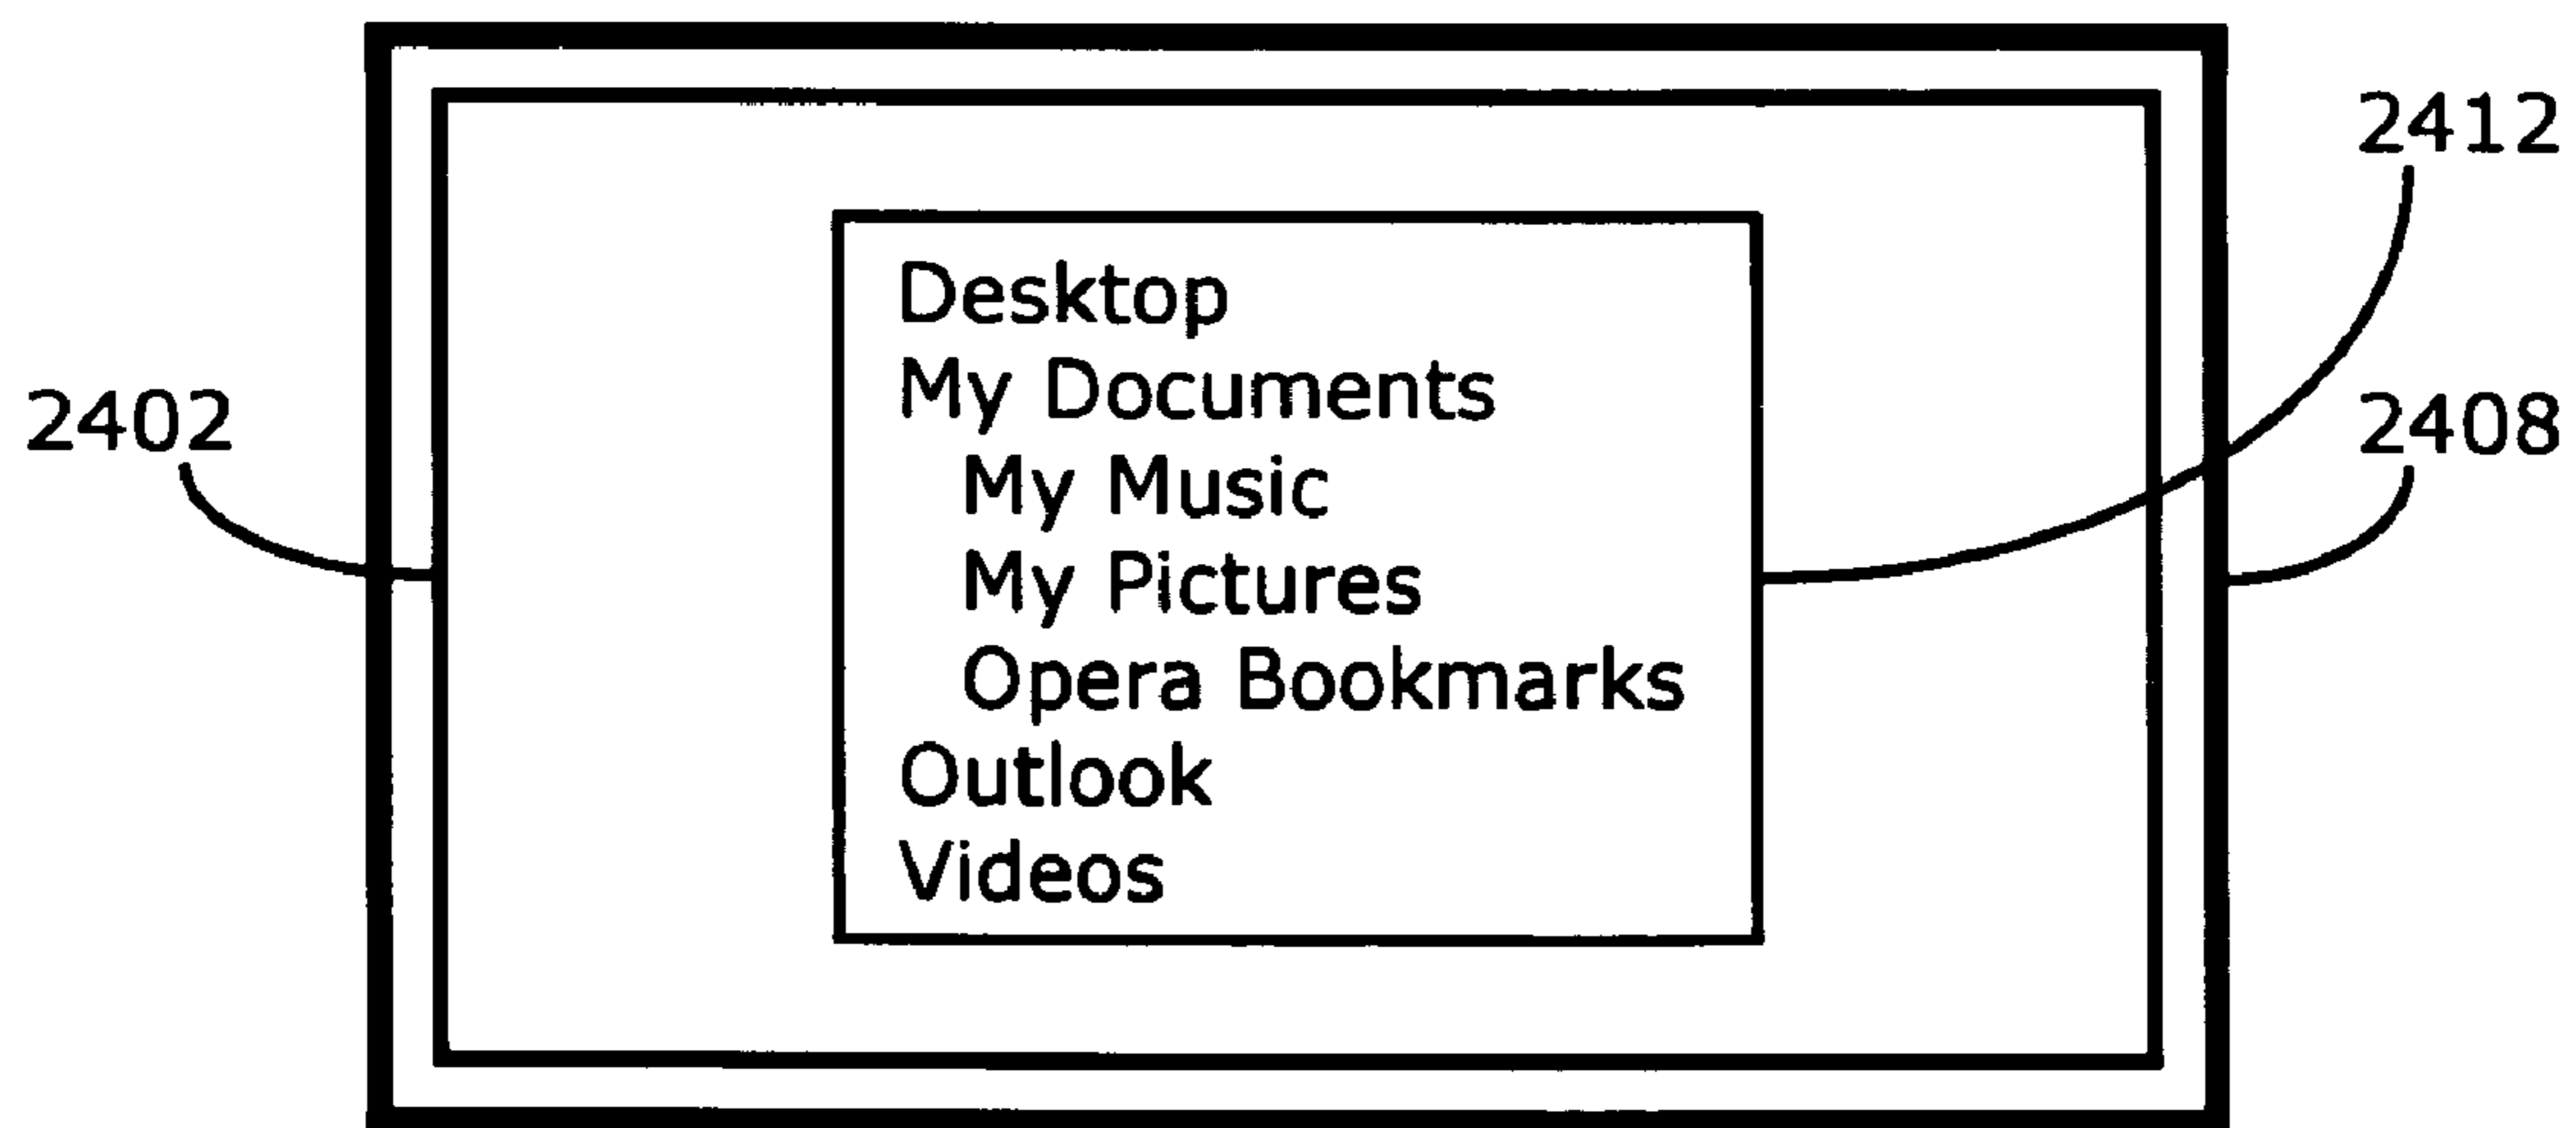 2412
Desktop
My Documents
2402
2408
My Music
My Pictures
Opera Bookmarks
Outlook
Videos